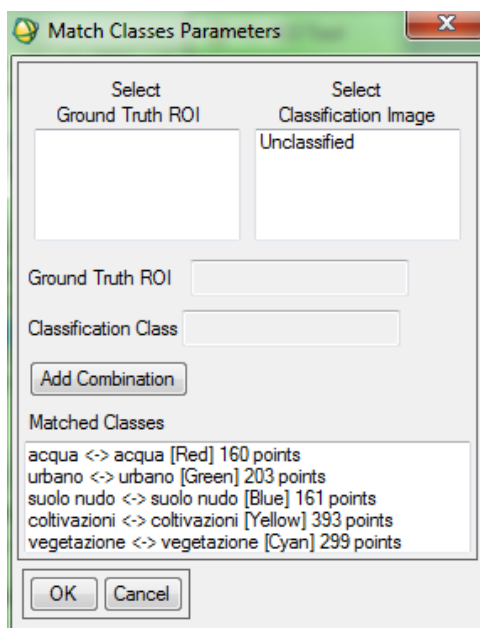 Match Classes Parameters
Select
Ground Truth ROI
Select
Classification Image
Unclassified
Ground Truth ROI
Classification Class
Add Combination
Matched Classes
acqua <-> acqua [Red] 160 points
urbano <-> urbano [Green] 203 points
suolo nudo <-> suolo nudo [Blue] 161 points
coltivazioni <-> coltivazioni [Yellow] 393 points
vegetazione <-> vegetazione [Cyan] 299 points
OK Cancel